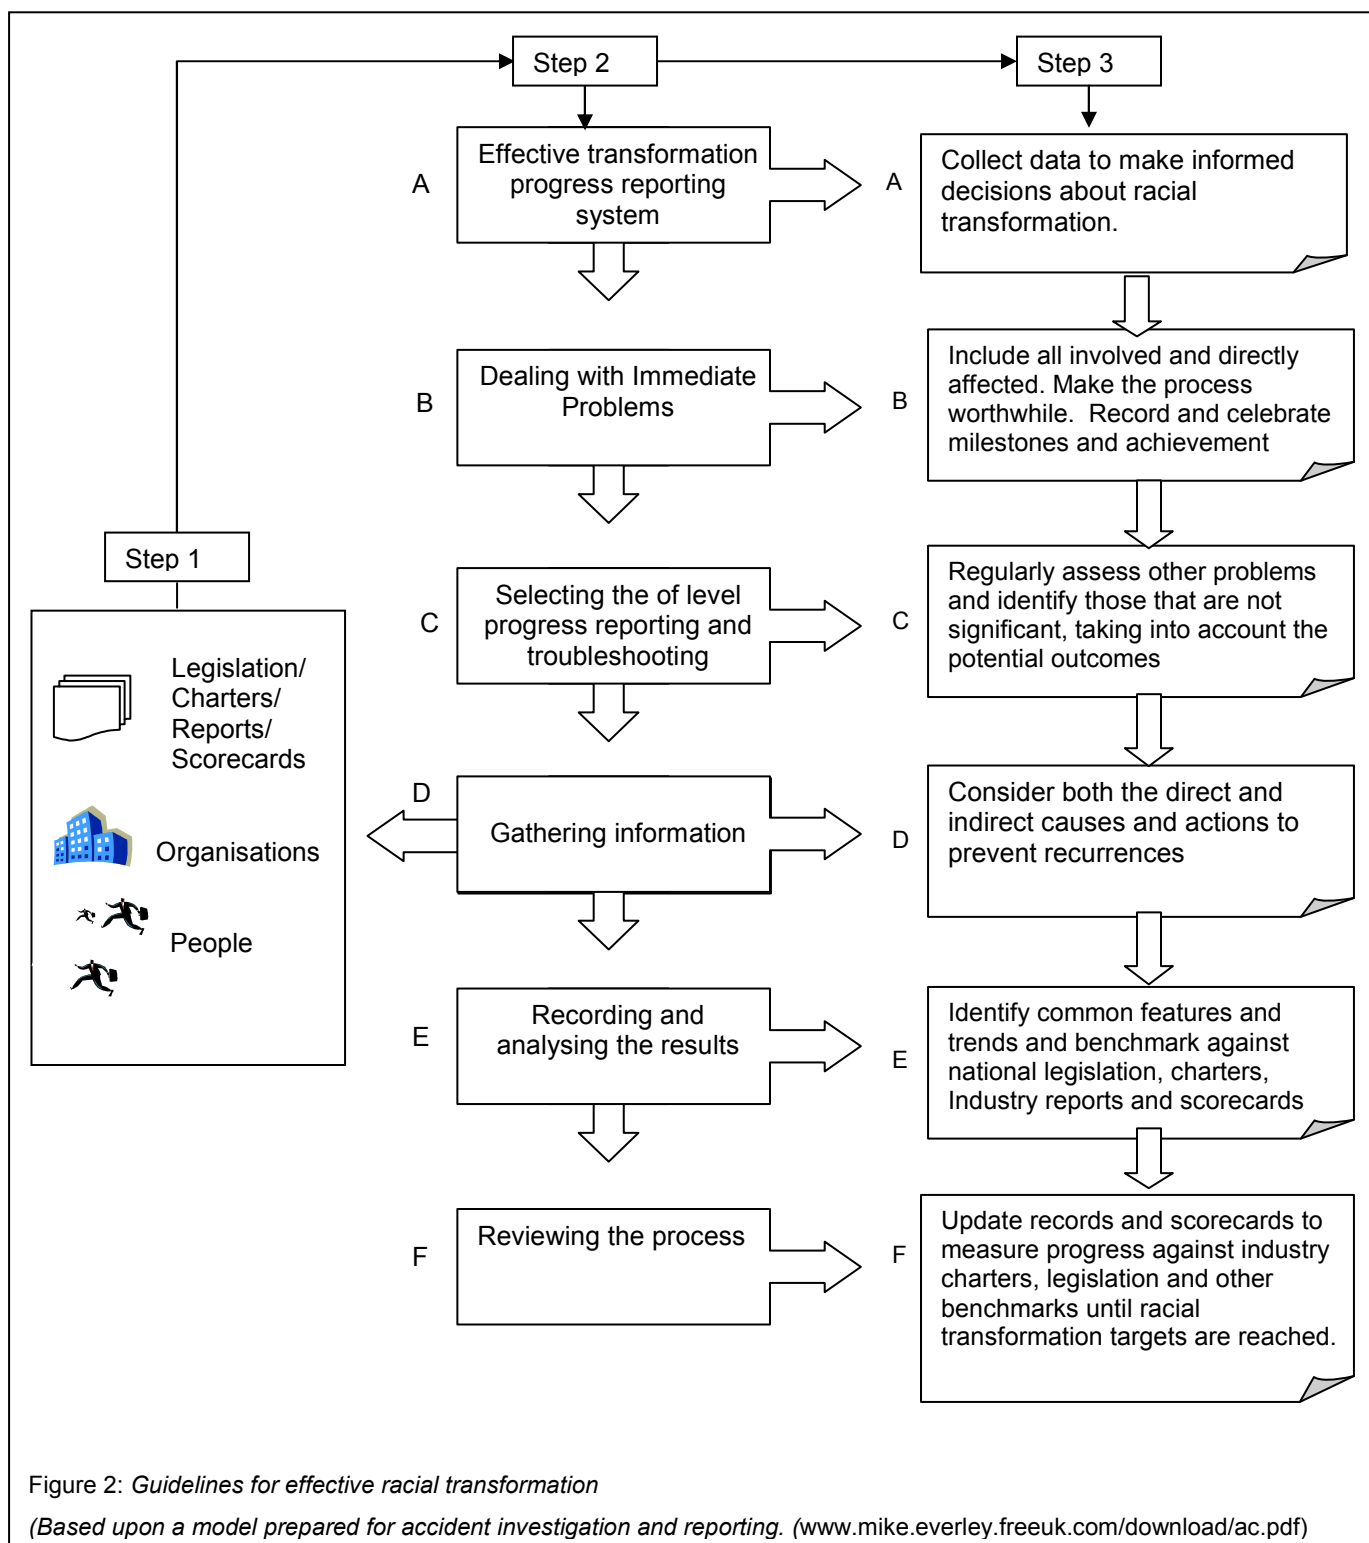 Step 2
Step 3
A
Effective transformation
progress reporting
system
A
Collect data to make informed
decisions about racial
transformation.
B
Dealing with Immediate
Problems
B
Include all involved and directly
affected. Make the process
worthwhile. Record and celebrate
milestones and achievement
Step 1
Legislation/
Charters/
Reports/
Scorecards
Organisations
People
C
Selecting the of level
progress reporting and
troubleshooting
C
Regularly assess other problems
and identify those that are not
significant, taking into account the
potential outcomes
D
Gathering information
D
Consider both the direct and
indirect causes and actions to
prevent recurrences
E
Recording and
analysing the results
E
Identify common features and
trends and benchmark against
national legislation, charters,
Industry reports and scorecards
F
Reviewing the process
F
Update records and scorecards to
measure progress against industry
charters, legislation and other
benchmarks until racial
transformation targets are reached.
Figure 2: Guidelines for effective racial transformation
(Based upon a model prepared for accident investigation and reporting. (www.mike.everley.freeuk.com/download/ac.pdf)